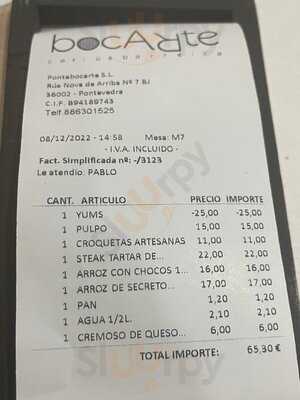 bocARte
carlos barreira
Pontebocarte S.L.
Rúa Nova de Arriba Nº 7 BJ
36002 - Pontevedra
C.I.F. B94189743
Telf.886301525
08/12/2022 - 14:58 Mesa: M7
- I.V.A. INCLUIDO -
Fact. Simplificada nº: -/3123
Le atendio. PABLO
CANT. ARTICULO PRECIO IMPORTE
1 YUMS -25,00 -25,00
1 PULPO 15,00 15,00
1 CROQUETAS ARTESANAS 11,00 11,00
1 STEAK TARTAR DE... 22,00 22,00
1 ARROZ CON CHOCOS 1... 16,00 16,00
1 ARROZ DE SECRETO... 17,00 17,00
1 PAN 1,20 1,20
1 AGUA 1/2L. 2,10 2,10
1 CREMOSO DE QUESO... 6,00 6,00
TOTAL IMPORTE: 65,30 €